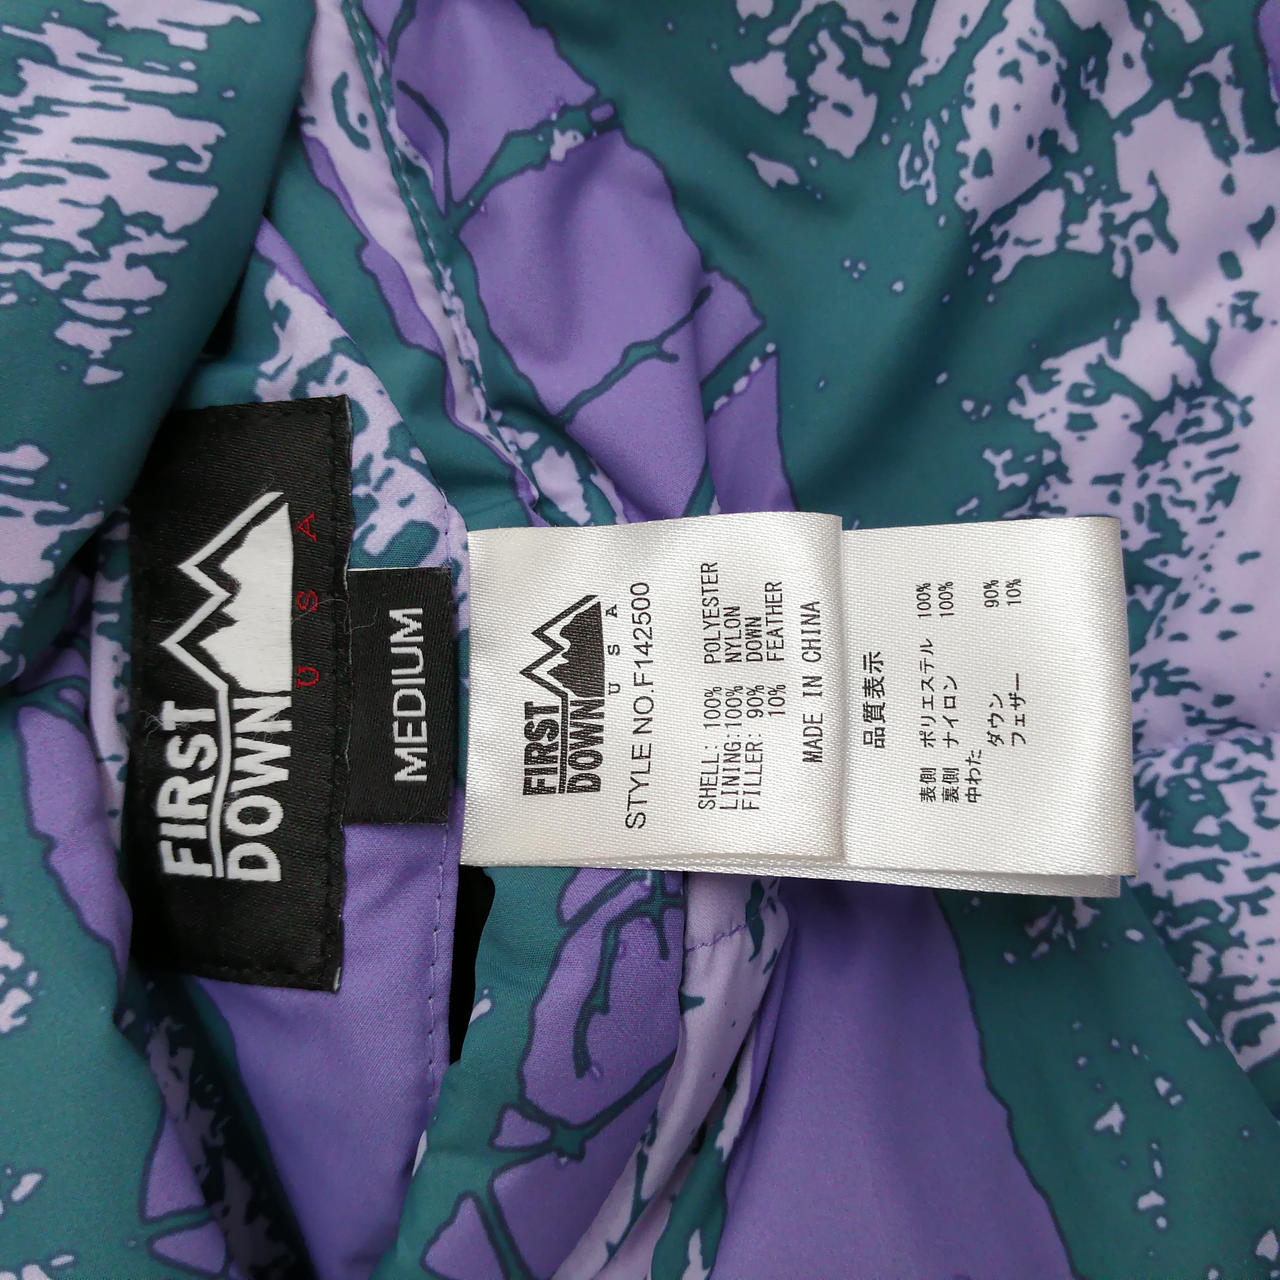 FIRST
DOWN
USA
MEDIUM
FIRST
DOWN
USA
STYLE NO.F142500
SHELL: 100% POLYESTER
LINING:100% NYLON
FILLER: 90% DOWN
10% FEATHER
MADE IN CHINA
品質表示
表側 ポリエステル 100%
裏側 ナイロン 100%
中わた
ダウン 90%
フェザー 10%